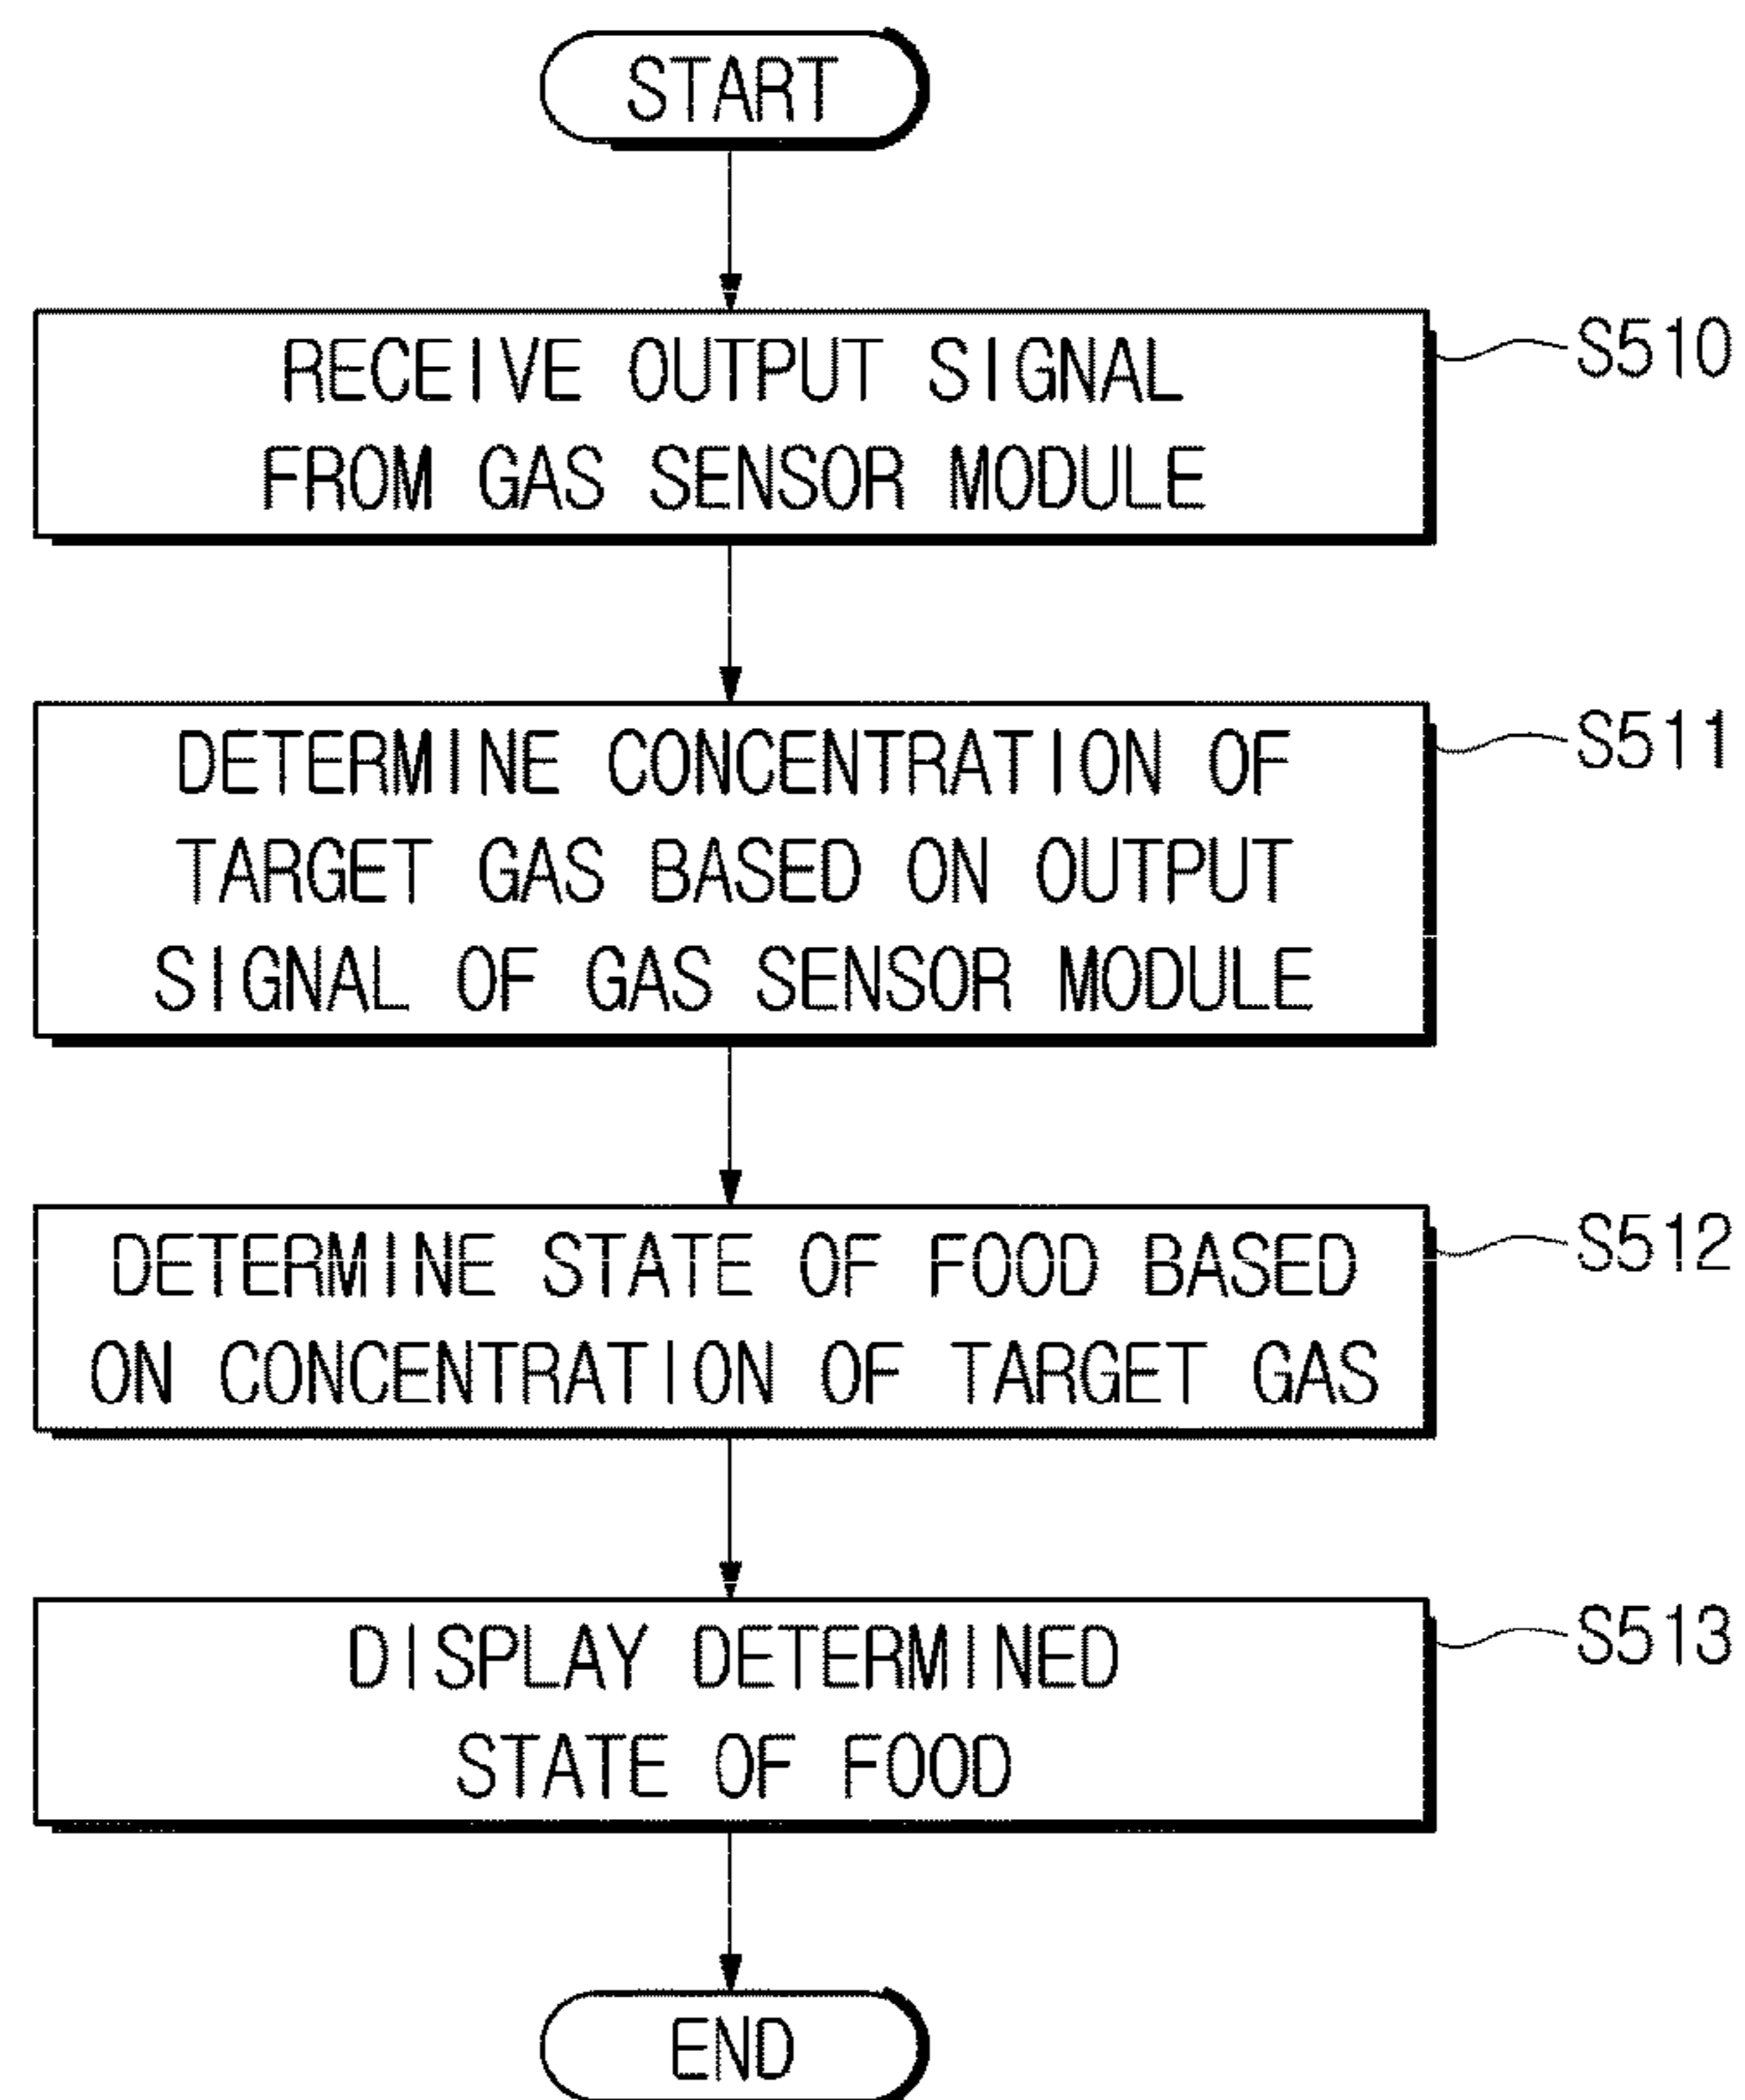 START
RECEIVE OUTPUT SIGNAL
FROM GAS SENSOR MODULE
S510
DETERMINE CONCENTRATION OF
TARGET GAS BASED ON OUTPUT
SIGNAL OF GAS SENSOR MODULE
S511
DETERMINE STATE OF FOOD BASED
ON CONCENTRATION OF TARGET GAS
S512
DISPLAY DETERMINED
STATE OF FOOD
S513
END